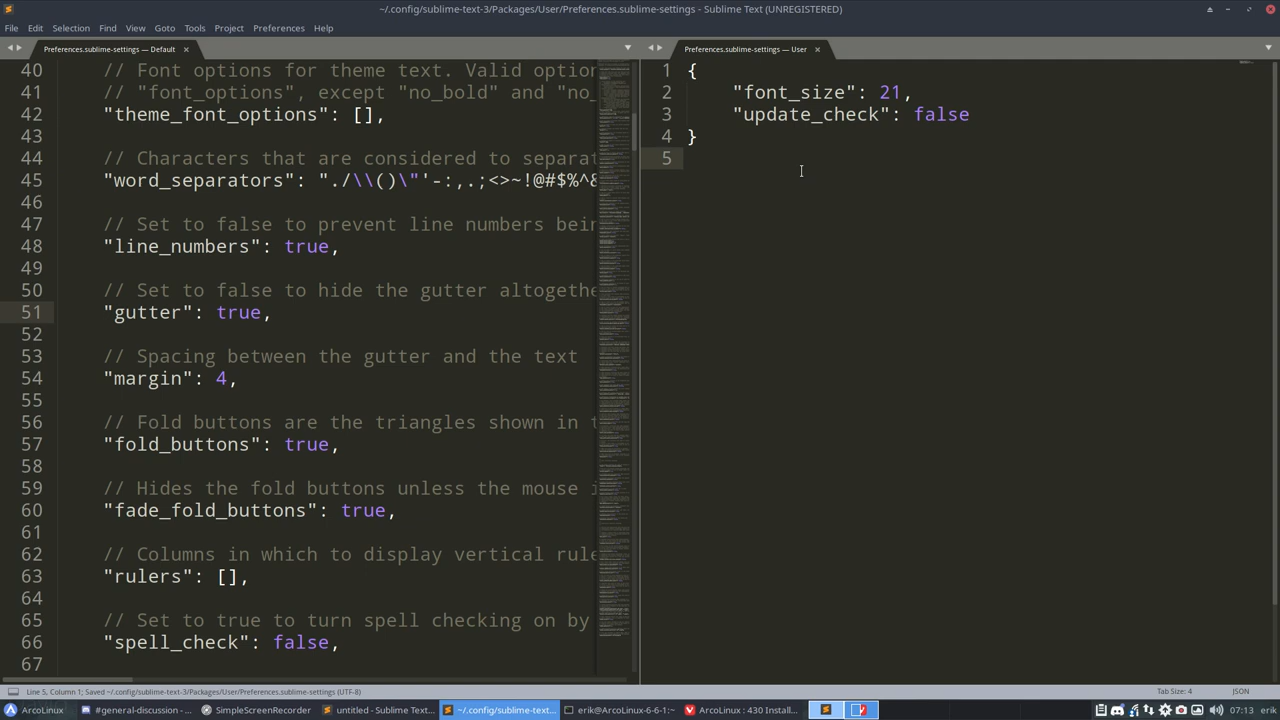 ~/.config/sublime-text-3/Packages/User/Preferences.sublime-settings - Sublime Text (UNREGISTERED)
File Edit Selection Find View Goto Tools Project Preferences Help
Preferences.sublime-settings — Default
40 // Font options for theme text. Valid option
41 // "font_options", except "no_bold" and "no_
42 "theme_font_options": [],
43
44 // Characters that are considered to separat
45 "word_separators":
46
47 // Set to false to prevent line numbers bein
48 "line_numbers": true,
49
50 // Set to false to hide the gutter altogethe
51 "gutter": true,
52
53 // Spacing between the gutter and the text
54 "margin": 4,
55
56 // Fold buttons are the triangles shown in t
57 "fold_buttons": true,
58
59 // Hides the fold buttons unless the mouse i
60 "fade_fold_buttons": true,
61
62 // Columns in which to display vertical rule
63 "rulers": [],
64
65 // Set to true to turn spell checking on by
66 "spell_check": false,
67
Preferences.sublime-settings — User
1 {
2 "font_size": 21,
3 "update_check": false
4 }
5
Line 5, Column 1; Saved ~/.config/sublime-text-3/Packages/User/Preferences.sublime-settings (UTF-8)
Tab Size: 4 JSON
ArcoLinux #general-discussion - ... SimpleScreenRecorder untitled - Sublime Text... ~/.config/sublime-text... erik@ArcoLinux-6-6-1:~ ArcoLinux : 430 Install... 07:13 erik